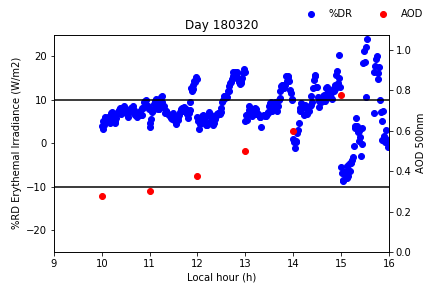 %DR AOD
Day 180320
%RD Erythermal Irradiance (W/m2)
20
10
0
−10
−20
1.0
0.8
0.6
0.4
0.2
0.0
AOD 500nm
9 10 11 12 13 14 15 16
Local hour (h)